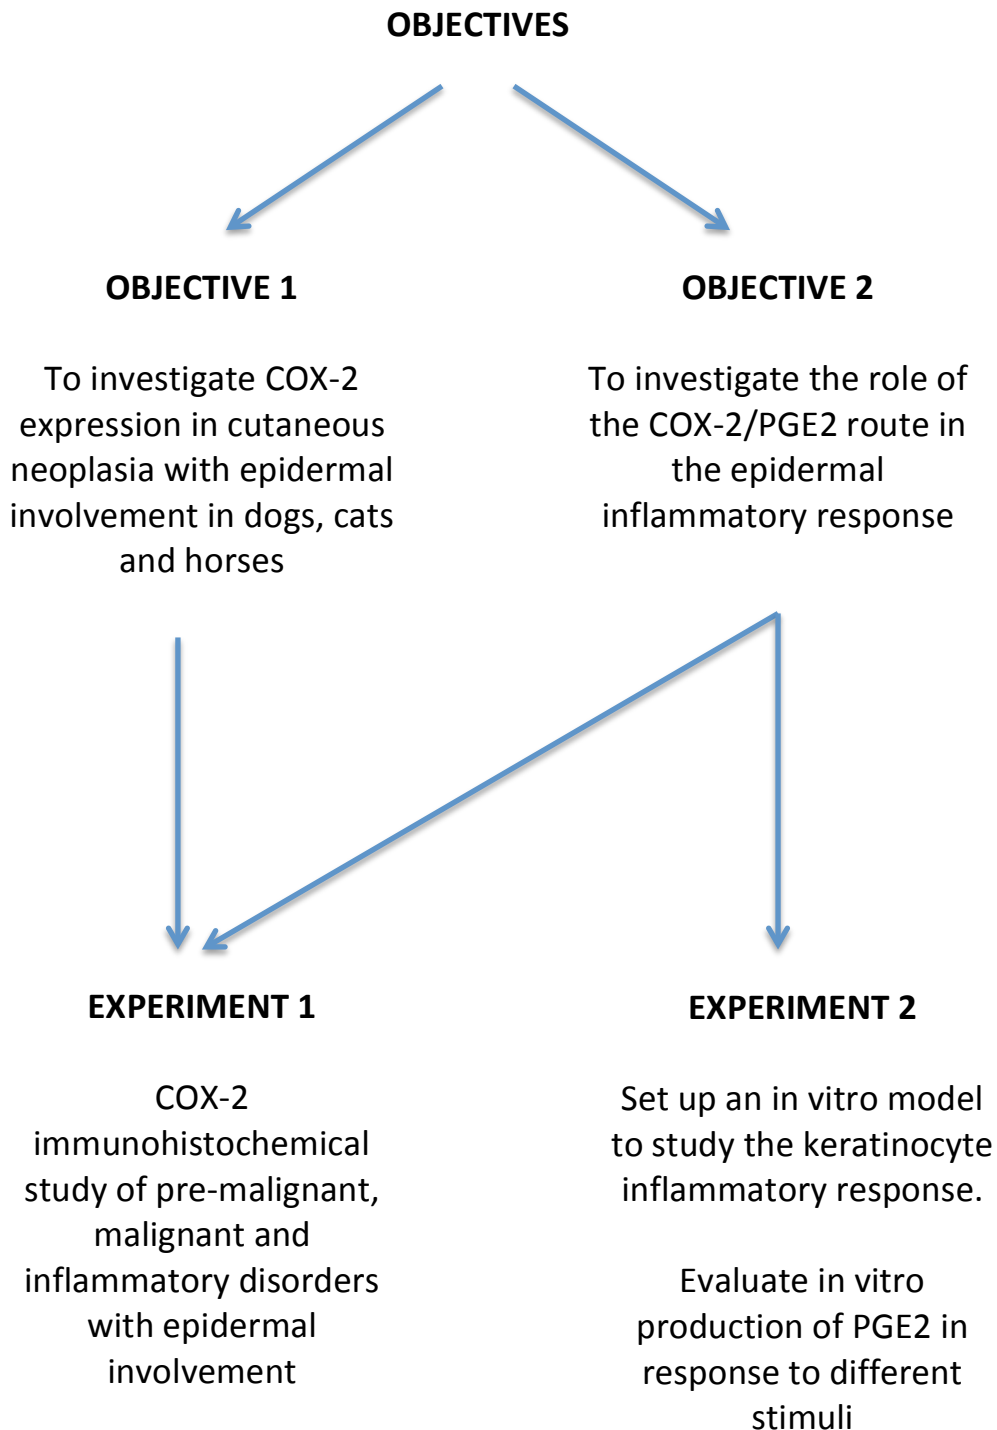 OBJECTIVES
OBJECTIVE 1
To investigate COX-2
expression in cutaneous
neoplasia with epidermal
involvement in dogs, cats
and horses
OBJECTIVE 2
To investigate the role of
the COX-2/PGE2 route in
the epidermal
inflammatory response
EXPERIMENT 1
COX-2
immunohistochemical
study of pre-malignant,
malignant and
inflammatory disorders
with epidermal
involvement
EXPERIMENT 2
Set up an in vitro model
to study the keratinocyte
inflammatory response.
Evaluate in vitro
production of PGE2 in
response to different
stimuli